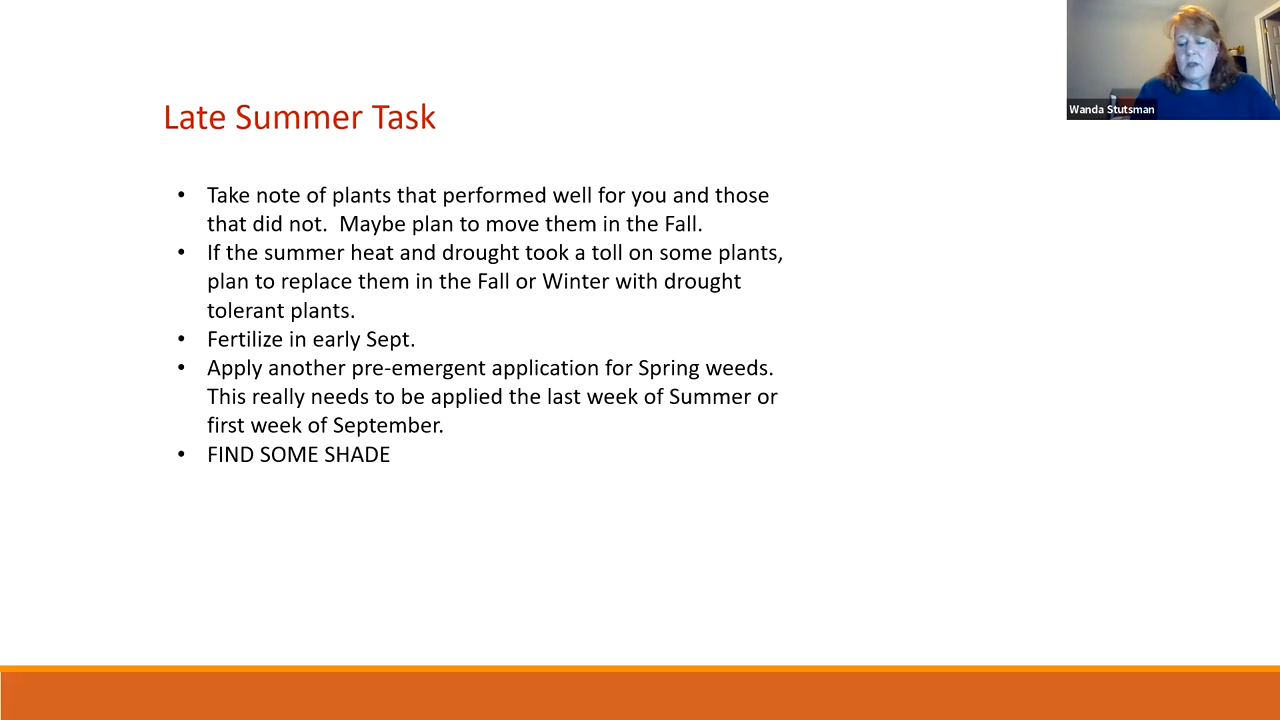 Late Summer Task
• Take note of plants that performed well for you and those
that did not.  Maybe plan to move them in the Fall.
• If the summer heat and drought took a toll on some plants,
plan to replace them in the Fall or Winter with drought
tolerant plants.
• Fertilize in early Sept.
• Apply another pre-emergent application for Spring weeds.
This really needs to be applied the last week of Summer or
first week of September.
• FIND SOME SHADE
Wanda Stutsman